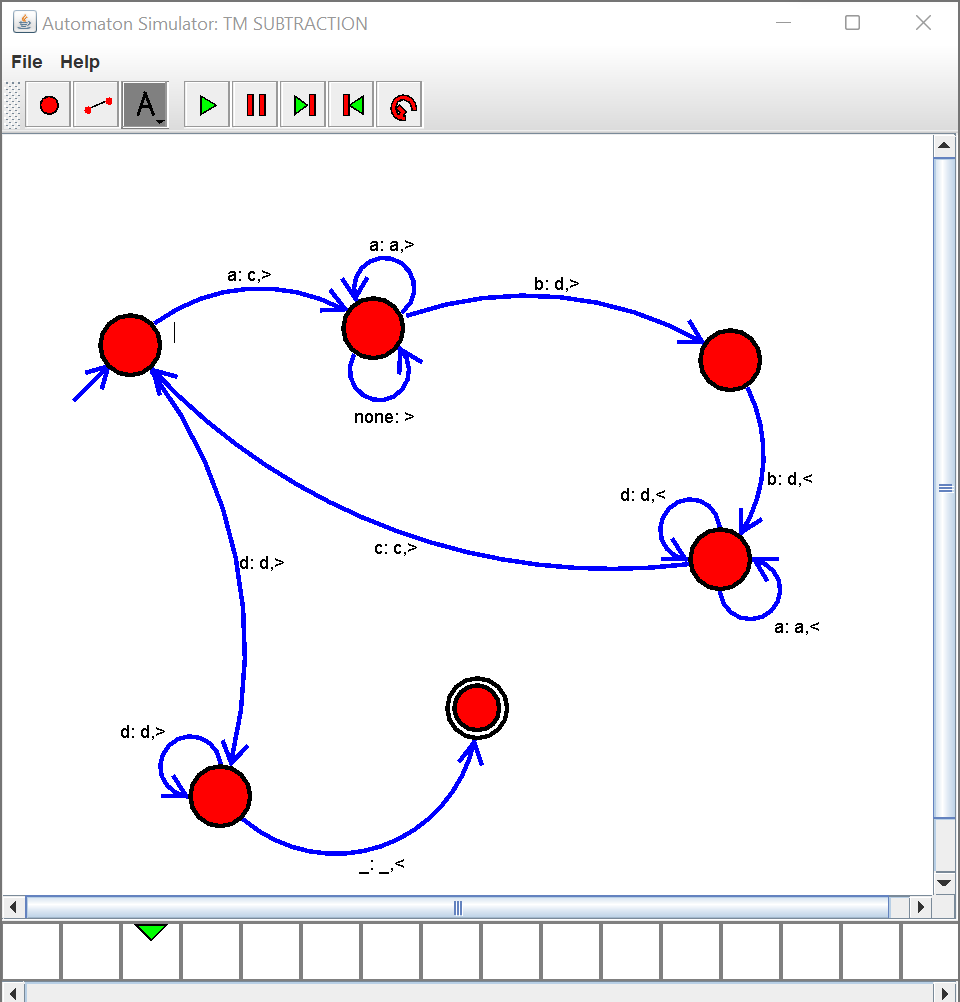 Automaton Simulator: TM SUBTRACTION
File Help
A
a: a,>
a: c,>
b: d,>
none: >
b: d,<
d: d,<
c: c,>
d: d,>
a: a,<
d: d,>
_: _,<